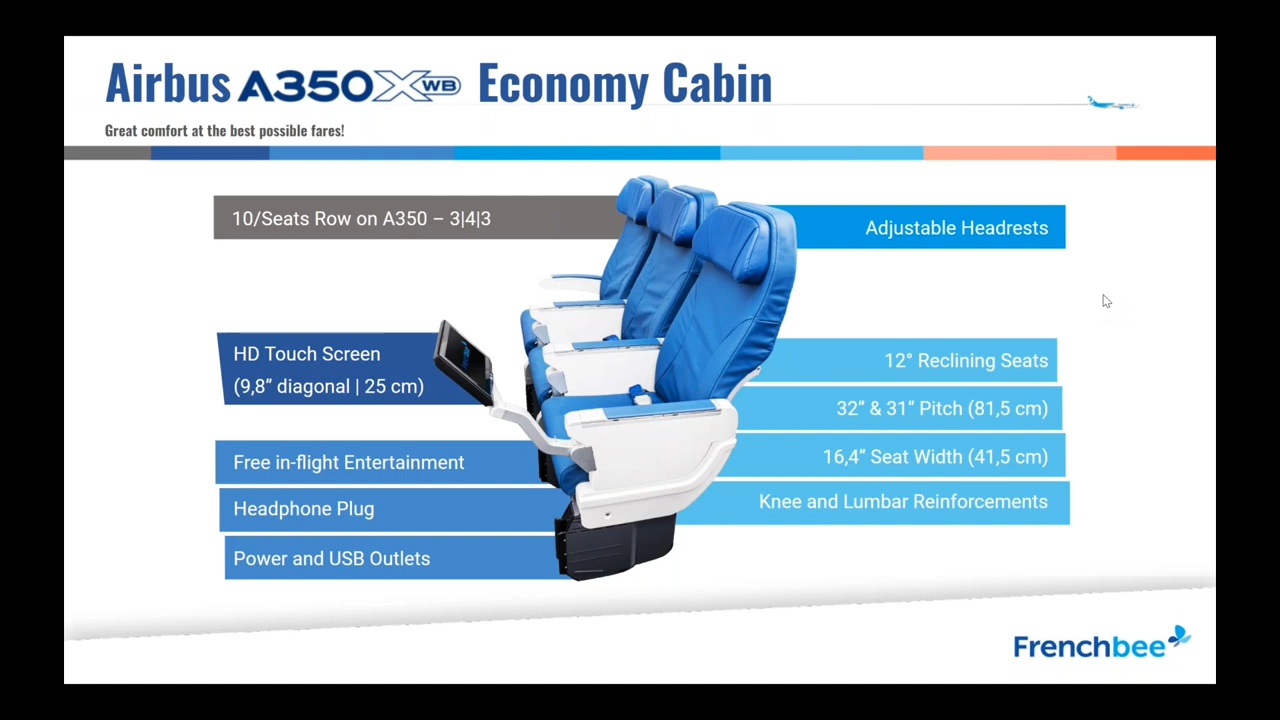 Airbus A350XWB Economy Cabin
Great comfort at the best possible fares!
10/Seats Row on A350 – 3|4|3
HD Touch Screen
(9,8” diagonal | 25 cm)
Free in-flight Entertainment
Headphone Plug
Power and USB Outlets
Adjustable Headrests
12° Reclining Seats
32” & 31” Pitch (81,5 cm)
16,4” Seat Width (41,5 cm)
Knee and Lumbar Reinforcements
Frenchbee